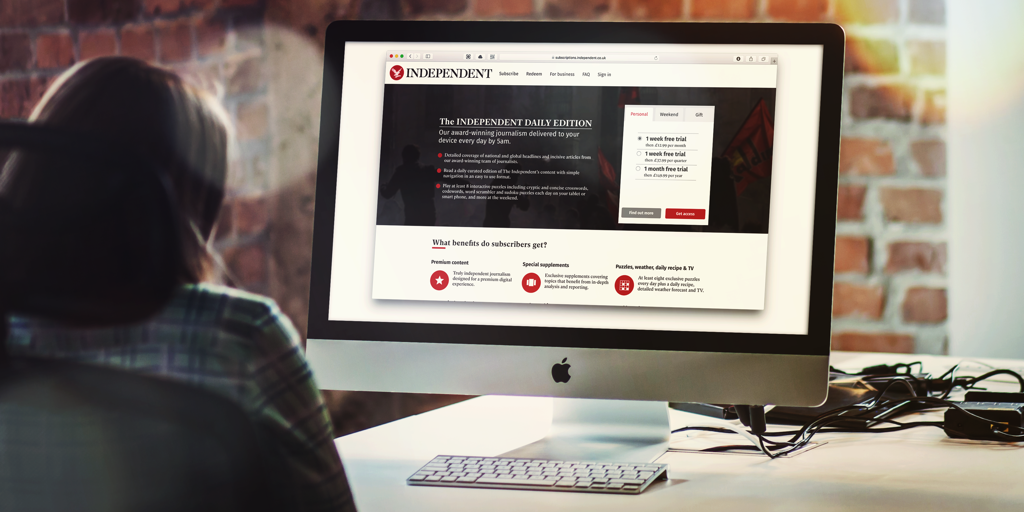 subscriptions.independent.co.uk
INDEPENDENT
Subscribe Redeem For business FAQ Sign in
The INDEPENDENT DAILY EDITION
Our award-winning journalism delivered to your
device every day by 5am.
Detailed coverage of national and global headlines and incisive articles from
our award-winning team of journalists.
Read a daily curated edition of The Independent's content with simple
navigation in an easy to use format.
Play at least 8 interactive puzzles including cryptic and concise crosswords,
codewords, word scrambler and sudoku puzzles each day on your tablet or
smart phone, and more at the weekend.
Personal Weekend Gift
1 week free trial
then per month
1 week free trial
then per quarter
1 month free trial
then per year
Find out more Get access
What benefits do subscribers get?
Premium content
Truly independent journalism
designed for a premium digital
experience.
Special supplements
Exclusive supplements covering
topics that benefit from in-depth
analysis and reporting.
Puzzles, weather, daily recipe & TV
At least eight exclusive puzzles
every day plus a daily recipe,
detailed weather forecast and TV.